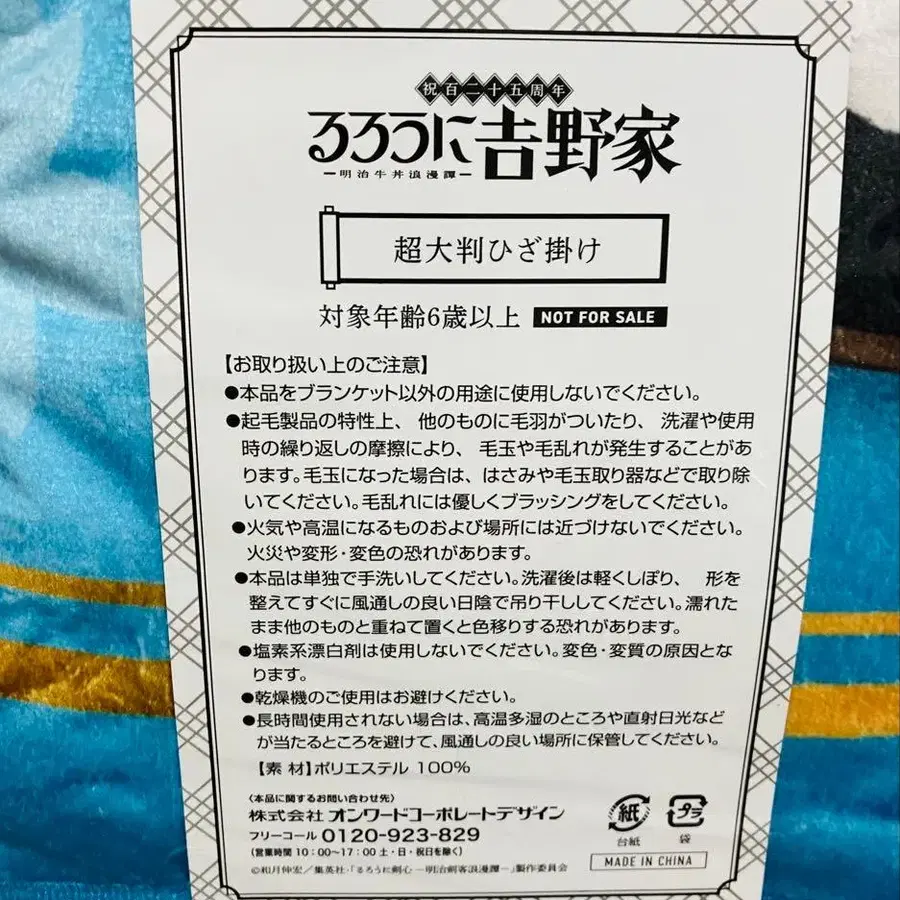 祝百二十五周年
るろうに吉野家
ー明治牛丼浪漫譚ー
超大判ひざ掛け
対象年齢6歳以上 NOT FOR SALE
【お取り扱い上のご注意】
●本品をブランケット以外の用途に使用しないでください。
●起毛製品の特性上、他のものに毛羽がついたり、洗濯や使用
時の繰り返しの摩擦により、毛玉や毛乱れが発生することがあ
ります。毛玉になった場合は、はさみや毛玉取り器などで取り除
いてください。毛乱れには優しくブラッシングをしてください。
●火気や高温になるものおよび場所には近づけないでください。
火災や変形・変色の恐れがあります。
●本品は単独で手洗いしてください。洗濯後は軽くしぼり、形を
整えてすぐに風通しの良い日陰で吊り干ししてください。濡れた
まま他のものと重ねて置くと色移りする恐れがあります。
●塩素系漂白剤は使用しないでください。変色・変質の原因とな
ります。
●乾燥機のご使用はお避けください。
●長時間使用されない場合は、高温多湿のところや直射日光など
が当たるところを避けて、風通しの良い場所に保管してください。
【素 材】ポリエステル 100%
〈本品に関するお問い合わせ先〉
株式会社 オンワードコーポレートデザイン
フリーコール 0120-923-829
(営業時間 10:00~17:00 土・日・祝日を除く)
©和月伸宏/集英社・「るろうに剣心 ー明治剣客浪漫譚ー」製作委員会
紙
台紙
プラ
袋
MADE IN CHINA